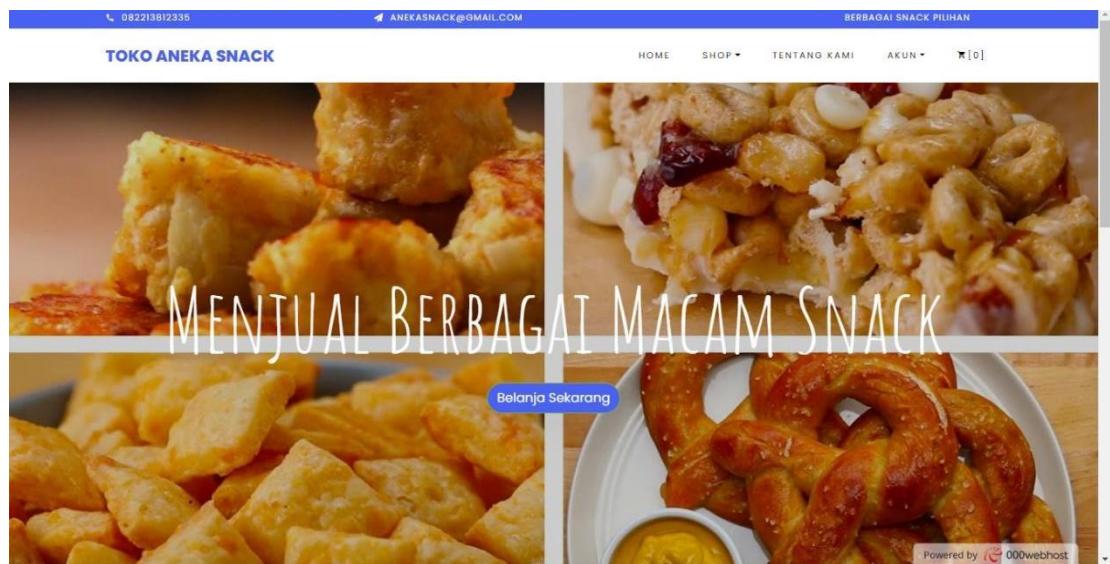 082213812335 ANEKASNACK@GMAIL.COM BERBAGAI SNACK PILIHAN
TOKO ANEKA SNACK HOME SHOP TENTANG KAMI AKUN [0]
Menjual Berbagai Macam Snack
Belanja Sekarang
Powered by 000webhost